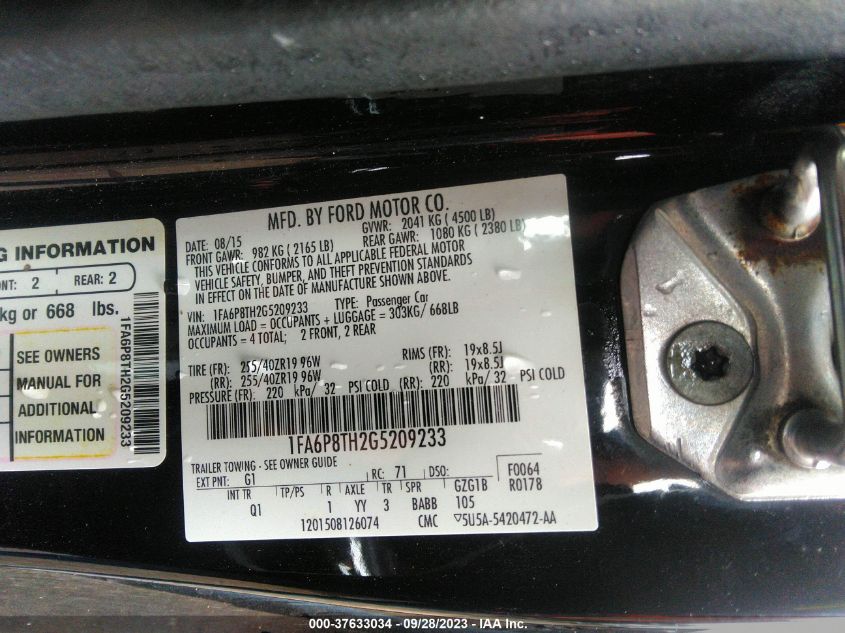 G INFORMATION
NT: 2 REAR: 2
kg or 668 lbs.
SEE OWNERS
MANUAL FOR
ADDITIONAL
INFORMATION
1FA6P8TH2G5209233
MFD. BY FORD MOTOR CO.
DATE: 08/15 GVWR: 2041 KG ( 4500 LB)
FRONT GAWR: 982 KG ( 2165 LB) REAR GAWR: 1080 KG ( 2380 LB)
THIS VEHICLE CONFORMS TO ALL APPLICABLE FEDERAL MOTOR
VEHICLE SAFETY, BUMPER, AND THEFT PREVENTION STANDARDS
IN EFFECT ON THE DATE OF MANUFACTURE SHOWN ABOVE.
VIN: 1FA6P8TH2G5209233 TYPE: Passenger Car
MAXIMUM LOAD = OCCUPANTS + LUGGAGE = 303KG/ 668LB
OCCUPANTS = 4 TOTAL; 2 FRONT, 2 REAR
TIRE (FR): 255/40ZR19 96W RIMS (FR): 19x8.5J
(RR): 255/40ZR19 96W (RR): 19x8.5J
PRESSURE (FR): 220 kPa/ 32 PSI COLD (RR): 220 kPa/ 32 PSI COLD
1FA6P8TH2G5209233
TRAILER TOWING - SEE OWNER GUIDE
EXT PNT: G1 RC: 71 DSO: F0064
INT TR TP/PS R AXLE TR SPR GZG1B R0178
Q1 1 YY 3 BABB 105
1201508126074 CMC ▽5U5A-5420472-AA
000-37633034 - 09/28/2023 - IAA Inc.